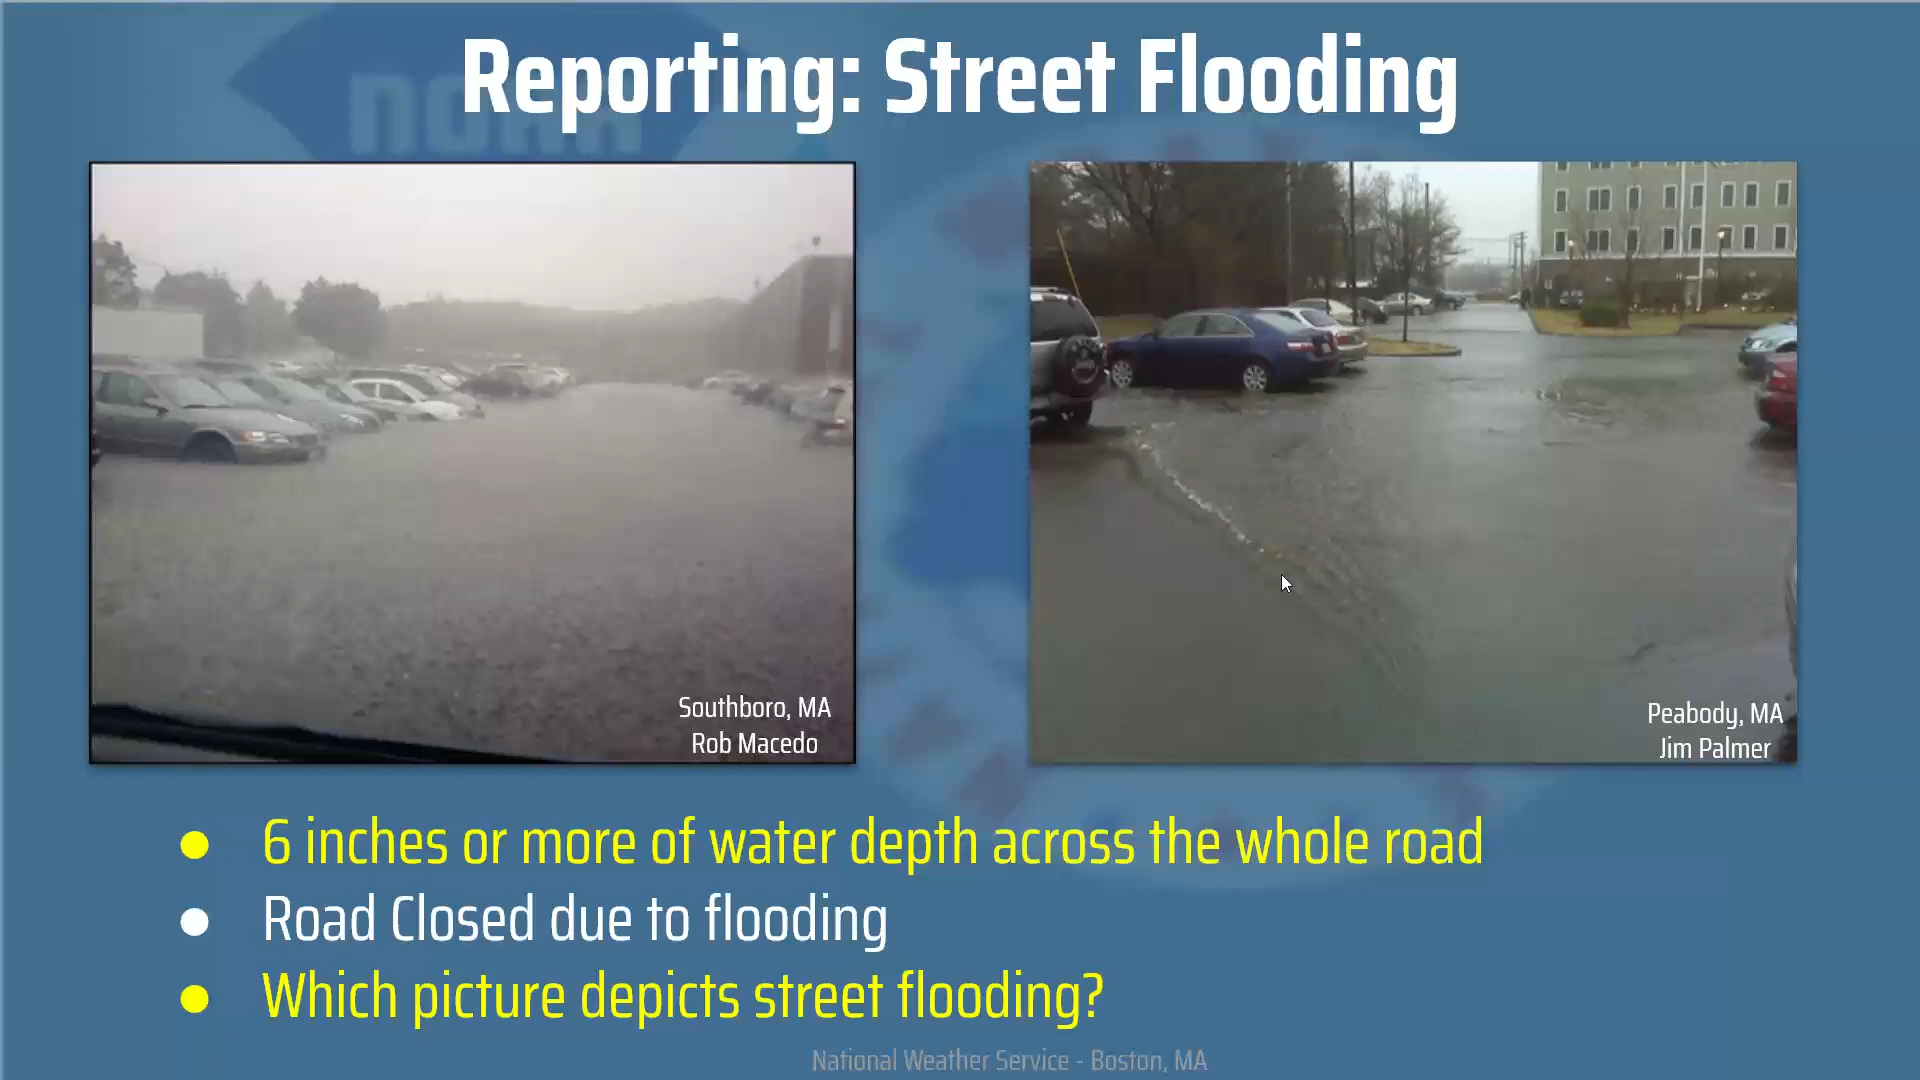 noaa
Reporting: Street Flooding
Southboro, MA
Rob Macedo
Peabody, MA
Jim Palmer
● 6 inches or more of water depth across the whole road
● Road Closed due to flooding
● Which picture depicts street flooding?
National Weather Service - Boston, MA